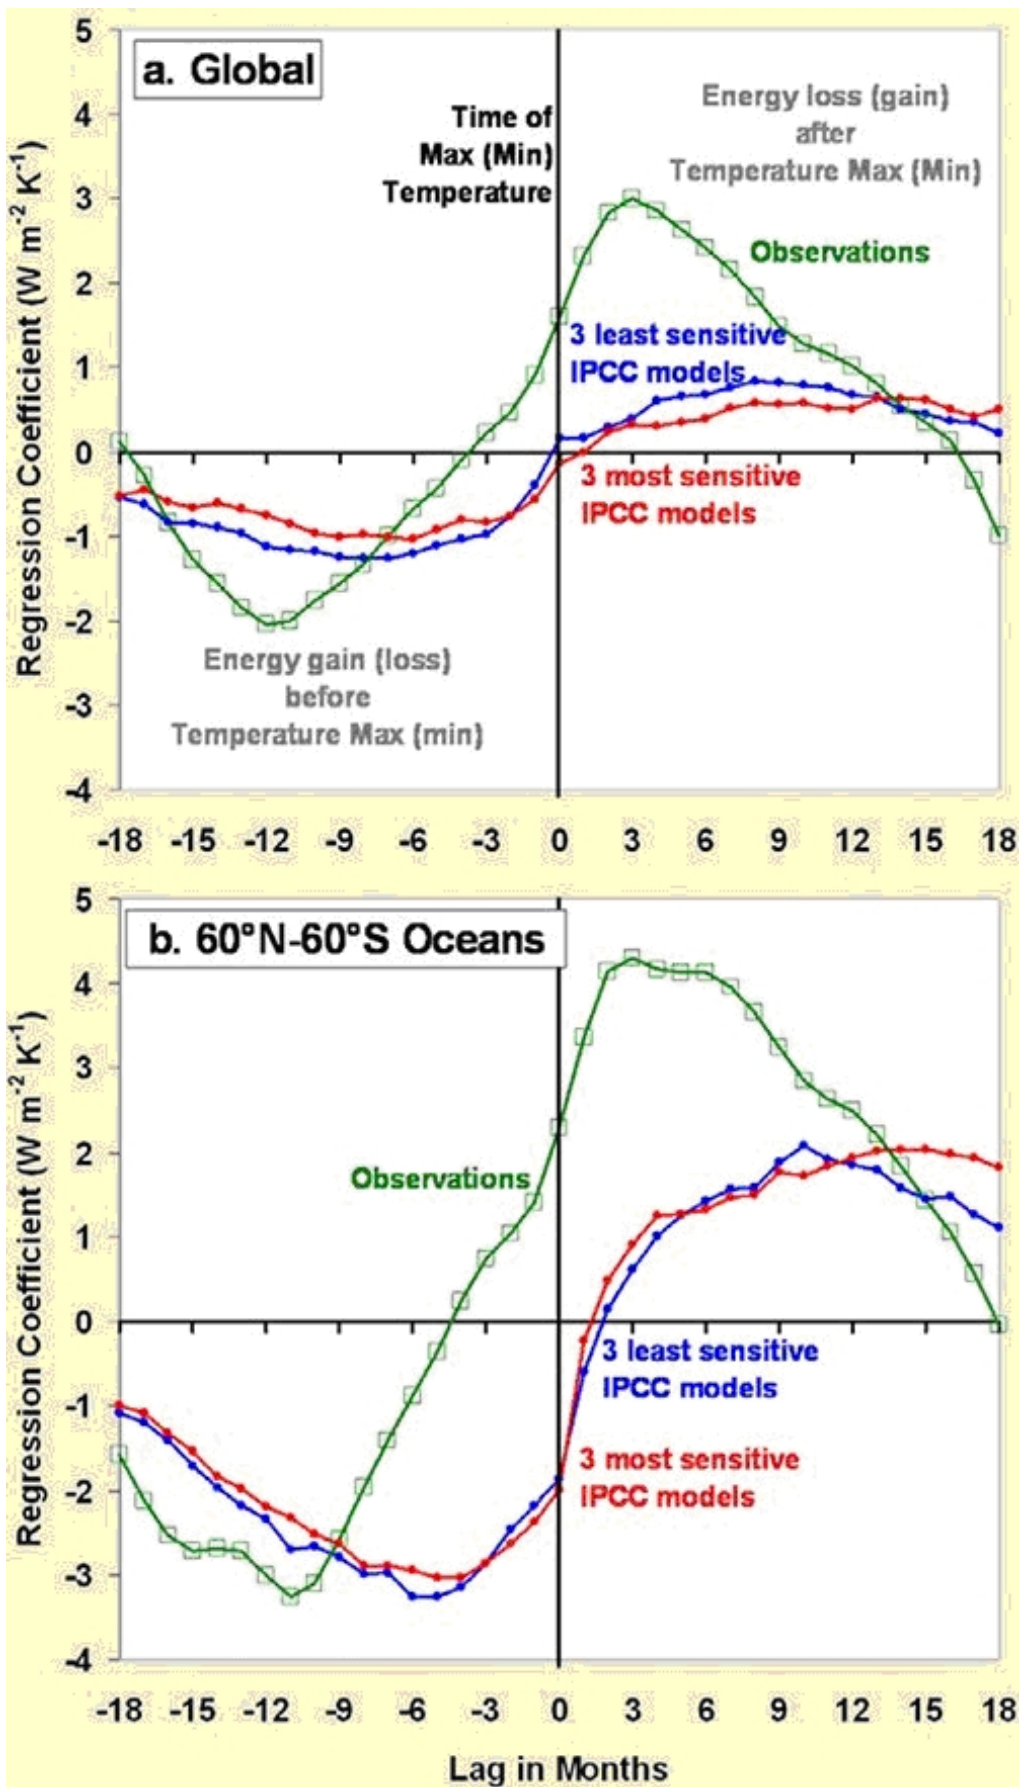 5
a. Global
4
Energy loss (gain)
after
Temperature Max (Min)
Time of
Max (Min)
Temperature
3
Observations
2
3 least sensitive
IPCC models
1
0
3 most sensitive
IPCC models
-1
-2
Energy gain (loss)
before
Temperature Max (min)
-3
-4
Regression Coefficient (W m-2 K-1)
-18 -15 -12 -9 -6 -3 0 3 6 9 12 15 18
5
b. 60°N-60°S Oceans
4
3
2
Observations
1
0
3 least sensitive
IPCC models
-1
3 most sensitive
IPCC models
-2
-3
-4
Regression Coefficient (W m-2 K-1)
-18 -15 -12 -9 -6 -3 0 3 6 9 12 15 18
Lag in Months